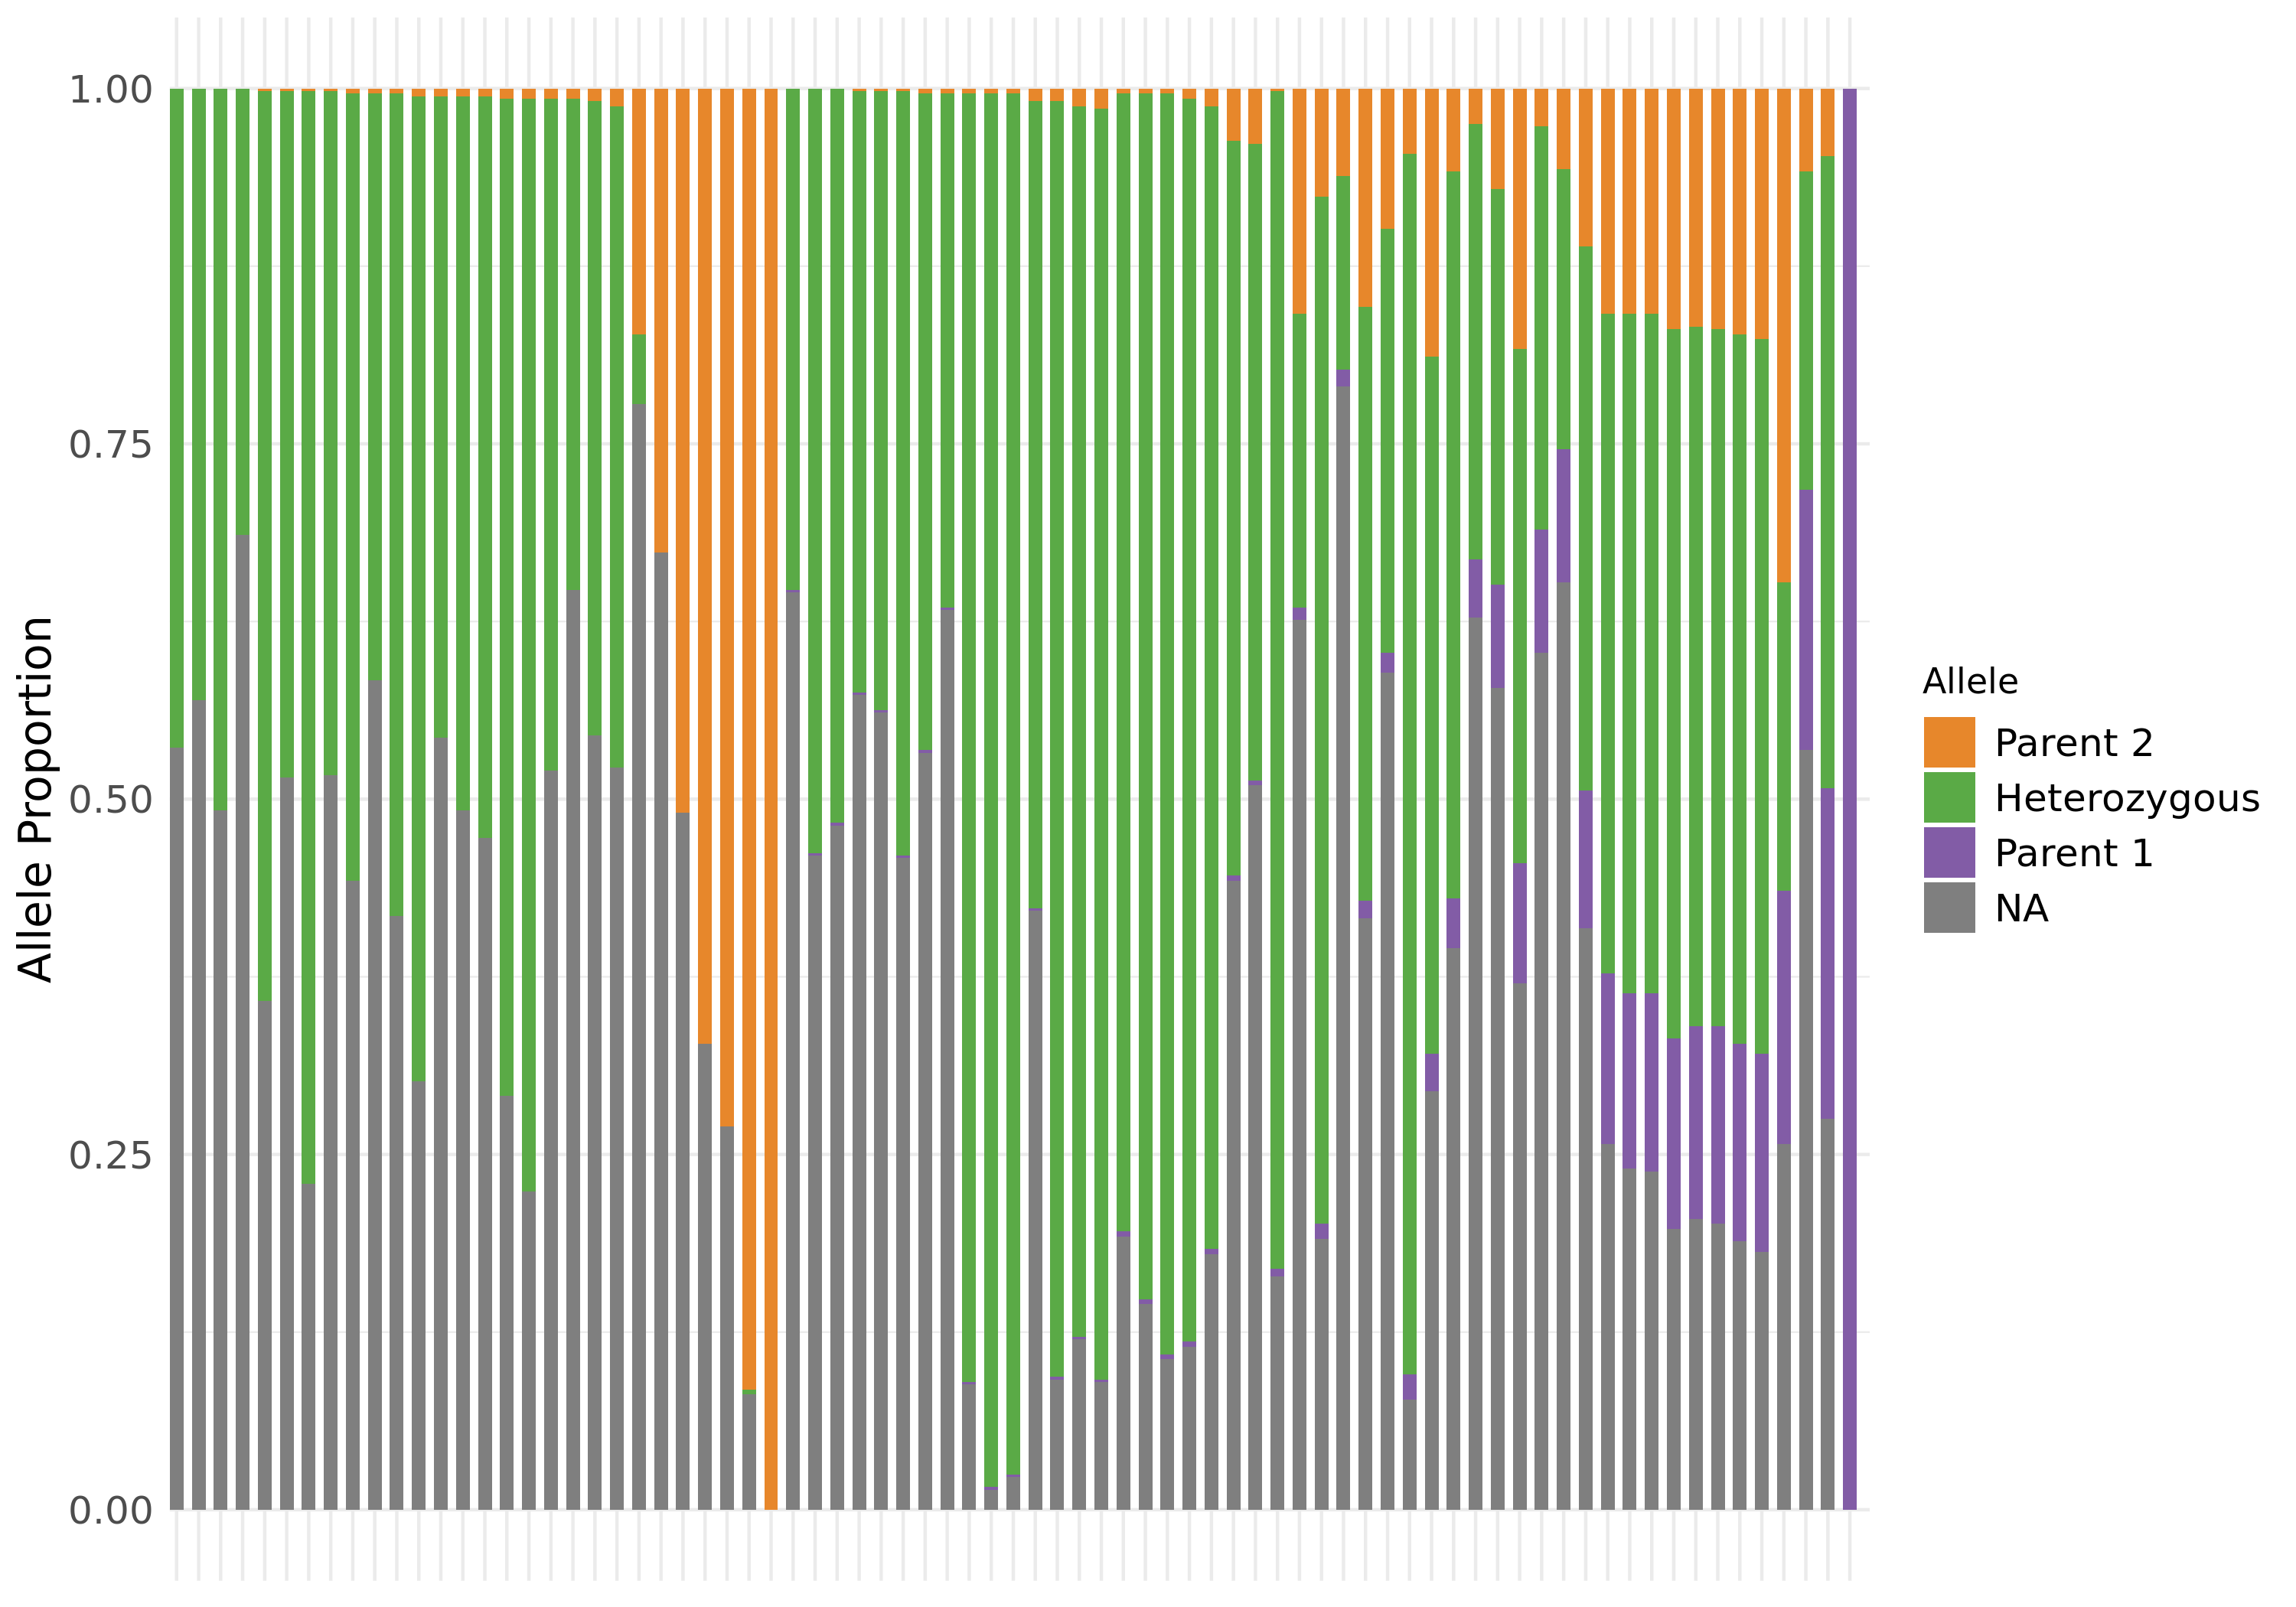 1.00
0.75
0.50
0.25
0.00
Allele Proportion
Allele
Parent 2
Heterozygous
Parent 1
NA